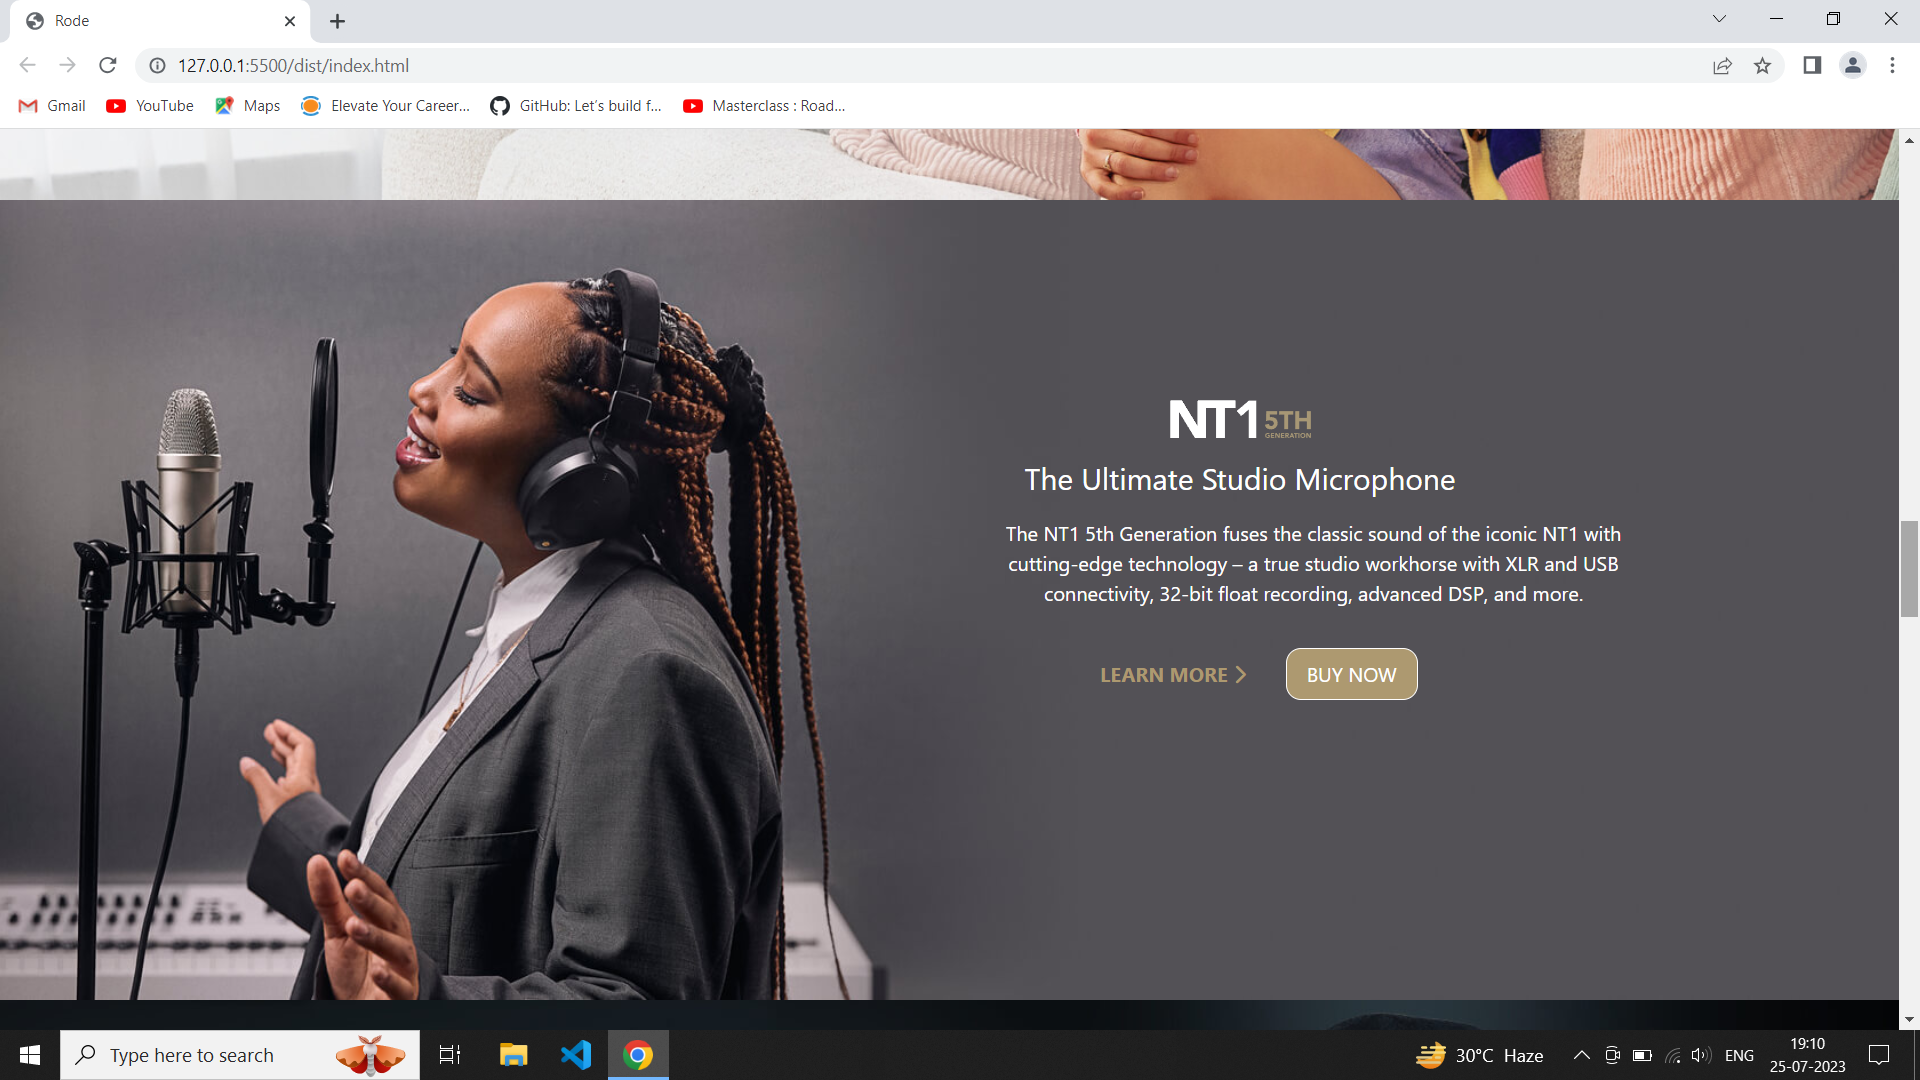 Rode
127.0.0.1:5500/dist/index.html
Gmail
YouTube
Maps
Elevate Your Career...
GitHub: Let's build f...
Masterclass : Road...
NT1 5TH
GENERATION
The Ultimate Studio Microphone
The NT1 5th Generation fuses the classic sound of the iconic NT1 with
cutting-edge technology – a true studio workhorse with XLR and USB
connectivity, 32-bit float recording, advanced DSP, and more.
LEARN MORE
BUY NOW
Type here to search
30°C Haze
ENG
19:10
25-07-2023